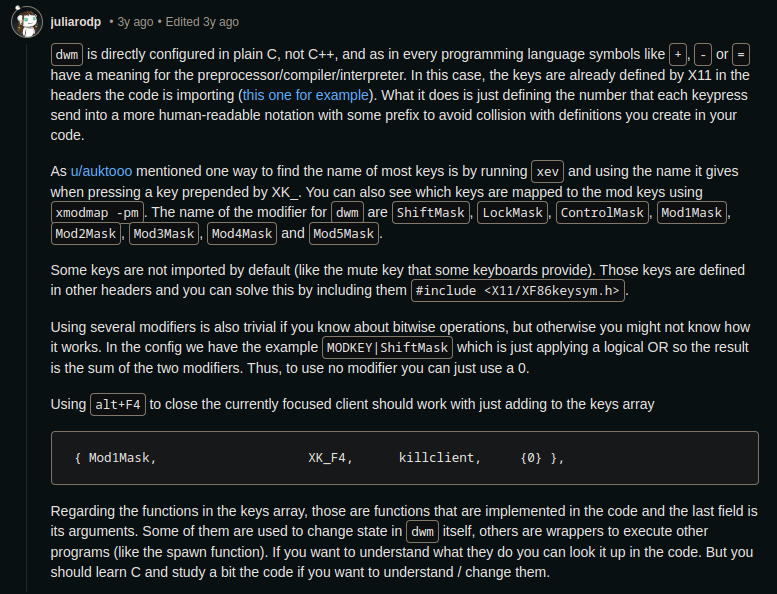 juliarodp • 3y ago • Edited 3y ago
dwm is directly configured in plain C, not C++, and as in every programming language symbols like +, - or =
have a meaning for the preprocessor/compiler/interpreter. In this case, the keys are already defined by X11 in the
headers the code is importing (this one for example). What it does is just defining the number that each keypress
send into a more human-readable notation with some prefix to avoid collision with definitions you create in your
code.
As u/auktooo mentioned one way to find the name of most keys is by running xev and using the name it gives
when pressing a key prepended by XK_. You can also see which keys are mapped to the mod keys using
xmodmap -pm. The name of the modifier for dwm are ShiftMask, LockMask, ControlMask, Mod1Mask,
Mod2Mask, Mod3Mask, Mod4Mask and Mod5Mask.
Some keys are not imported by default (like the mute key that some keyboards provide). Those keys are defined
in other headers and you can solve this by including them #include <X11/XF86keysym.h>.
Using several modifiers is also trivial if you know about bitwise operations, but otherwise you might not know how
it works. In the config we have the example MODKEY|ShiftMask which is just applying a logical OR so the result
is the sum of the two modifiers. Thus, to use no modifier you can just use a 0.
Using alt+F4 to close the currently focused client should work with just adding to the keys array
{ Mod1Mask, XK_F4, killclient, {0} },
Regarding the functions in the keys array, those are functions that are implemented in the code and the last field is
its arguments. Some of them are used to change state in dwm itself, others are wrappers to execute other
programs (like the spawn function). If you want to understand what they do you can look it up in the code. But you
should learn C and study a bit the code if you want to understand / change them.